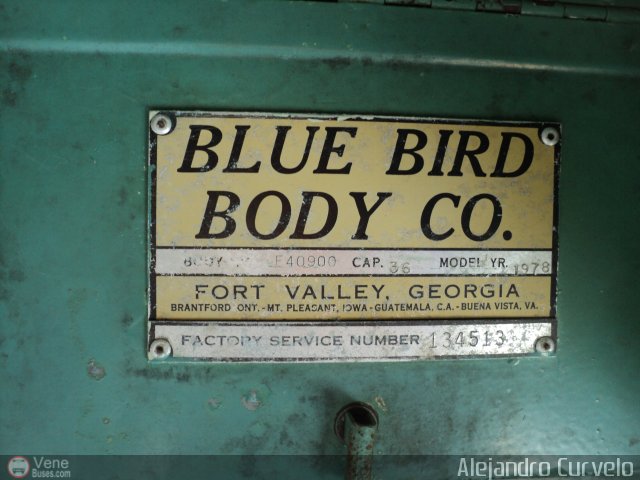 BLUE BIRD
BODY CO.
BODY E40900 CAP. 36 MODEL YR. 1978
FORT VALLEY, GEORGIA
BRANTFORD ONT. - MT. PLEASANT, IOWA - GUATEMALA, C.A. - BUENA VISTA, VA.
FACTORY SERVICE NUMBER
Vene
Buses.com
Alejandro Curvelo